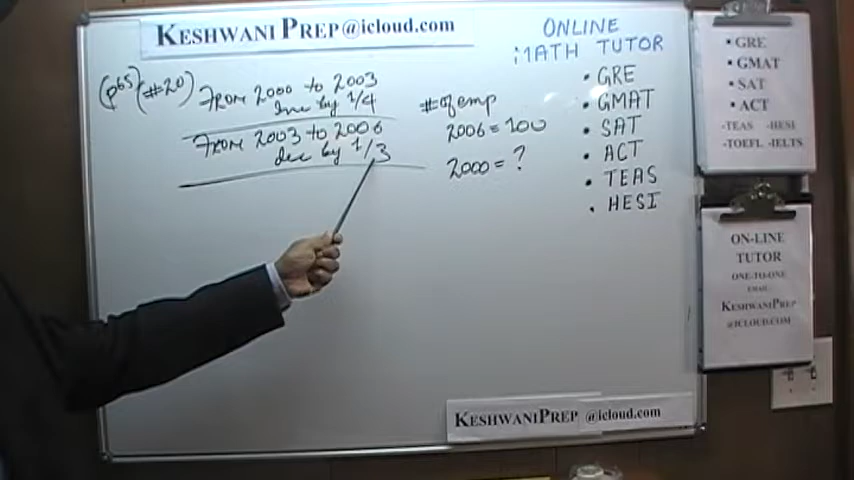 KESHWANI PREP@icloud.com
(p65) (#20) FROM 2000 to 2003
Inc by 1/4
FROM 2003 to 2006
dec by 1/3
# of emp
2006 = 100
2000 = ?
ONLINE
MATH TUTOR
• GRE
• GMAT
• SAT
• ACT
• TEAS
• HESI
• GRE
• GMAT
• SAT
• ACT
-TEAS -HESI
-TOEFL -IELTS
ON-LINE
TUTOR
ONE-TO-ONE
EMAIL
KESHWANIPREP
@ICLOUD.COM
KESHWANIPREP @icloud.com